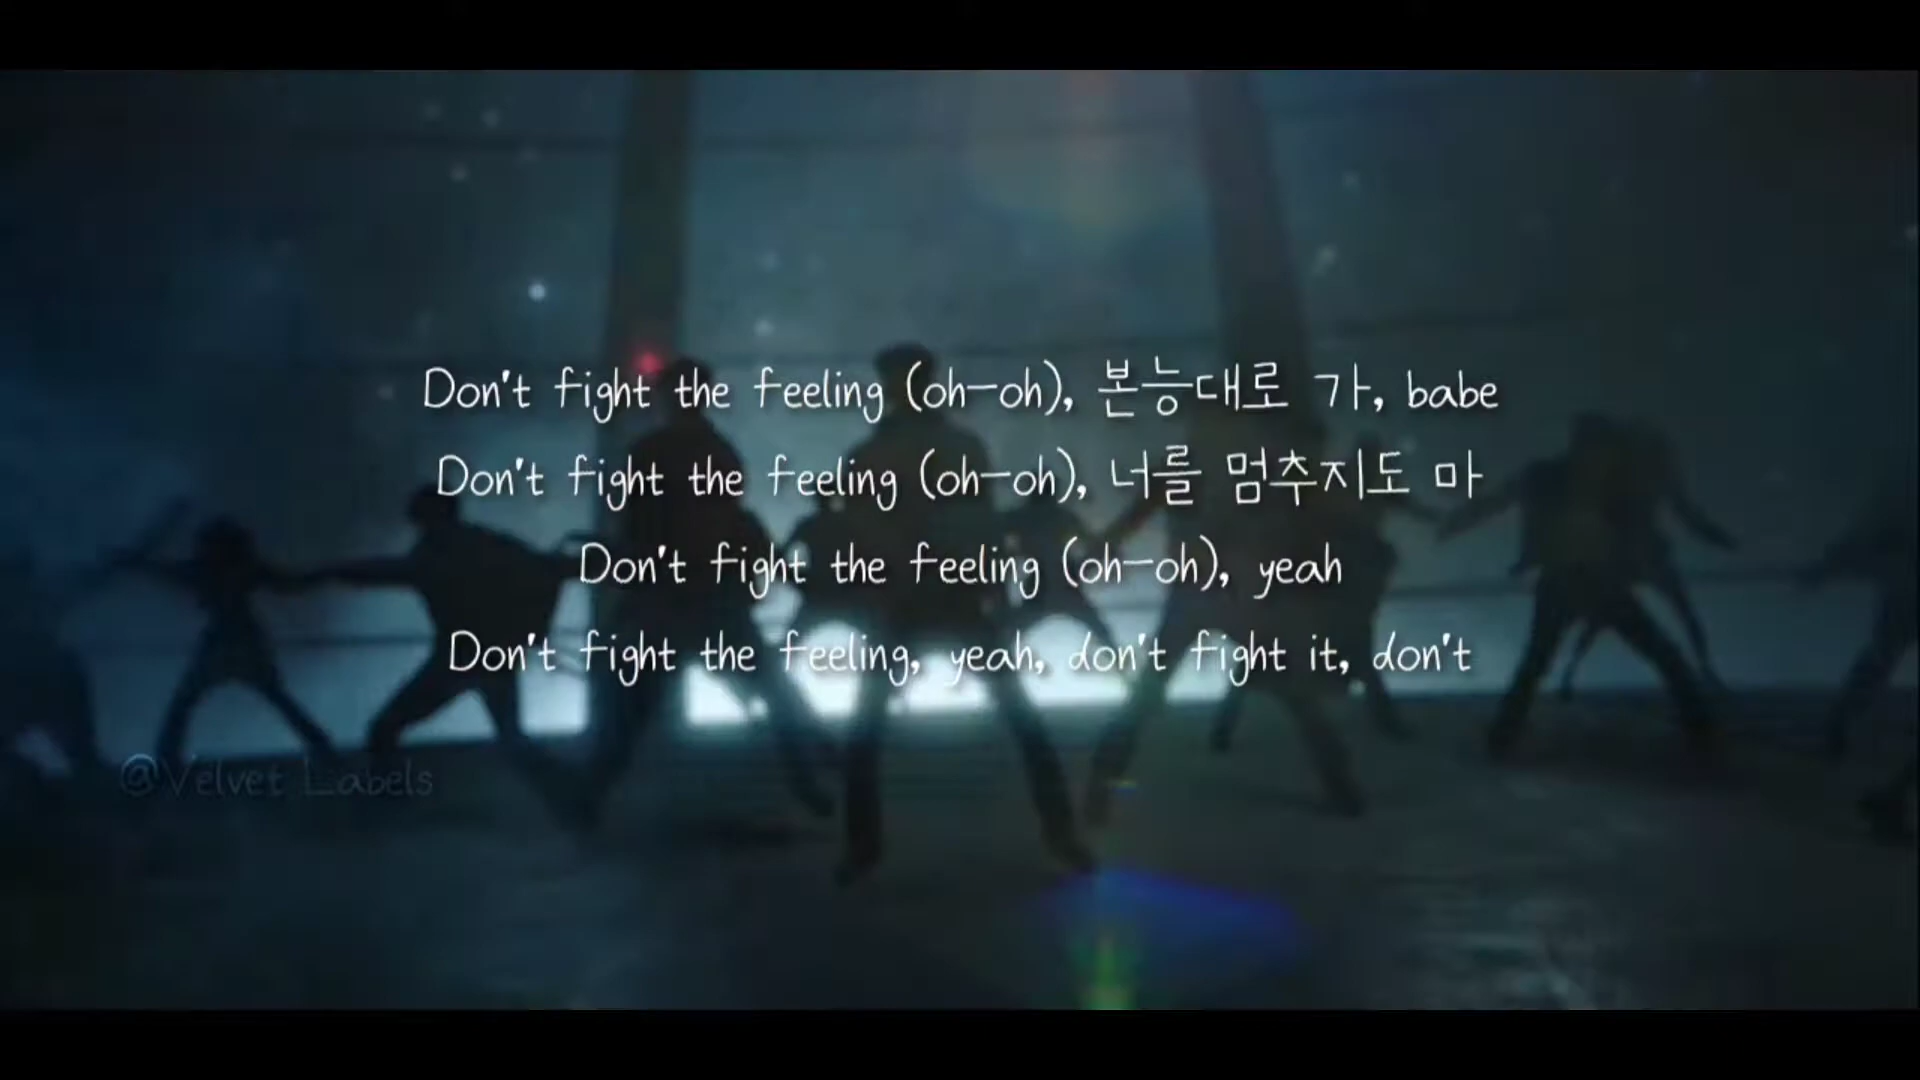 Don't fight the feeling (oh-oh), 본능대로 가, babe
Don't fight the feeling (oh-oh), 너를 멈추지도 마
Don't fight the feeling (oh-oh), yeah
Don't fight the feeling, yeah, don't fight it, don't
@Velvet Labels